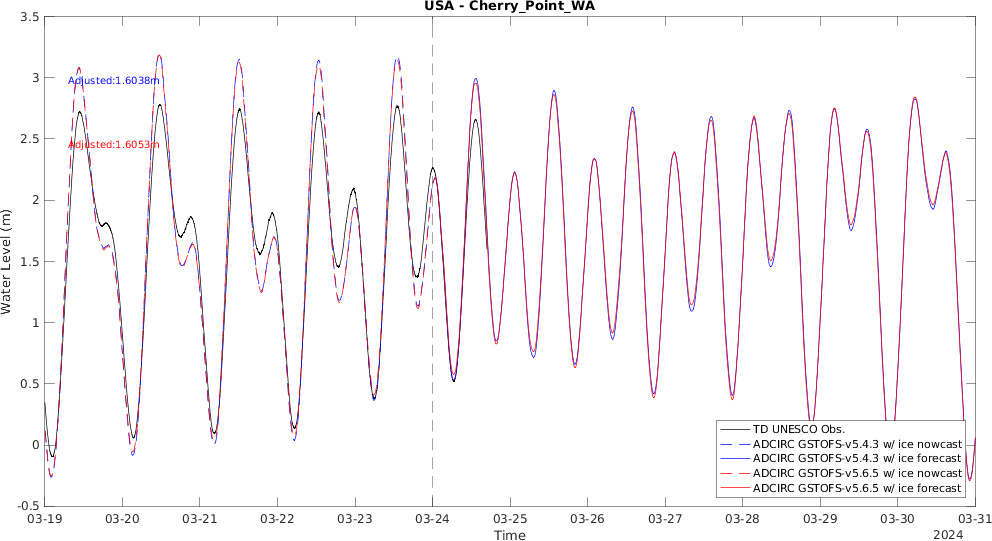 USA - Cherry_Point_WA
3.5
3
2.5
2
1.5
1
0.5
0
-0.5
Water Level (m)
Adjusted:1.6038m
Adjusted:1.6053m
TD UNESCO Obs.
ADCIRC GSTOFS-v5.4.3 w/ ice nowcast
ADCIRC GSTOFS-v5.4.3 w/ ice forecast
ADCIRC GSTOFS-v5.6.5 w/ ice nowcast
ADCIRC GSTOFS-v5.6.5 w/ ice forecast
03-19 03-20 03-21 03-22 03-23 03-24 03-25 03-26 03-27 03-28 03-29 03-30 03-31
Time
2024